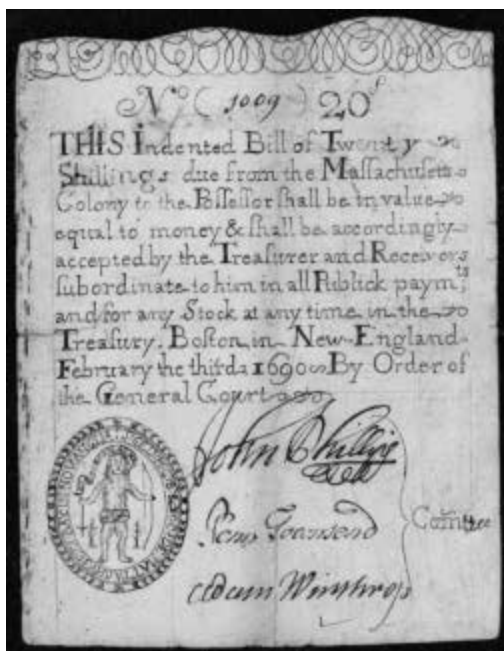 No (1009) 20s
THIS Indented Bill of Twenty
Shillings due from the Massachusets
Colony to the Poſseſsor ſhall be in value
equal to money & ſhall be accordingly
accepted by the Treaſurer and Receivers
ſubordinate to him in all Publick paymts
and for any Stock at any time in the
Treaſury. Boſton in New-England
February the third 1690 By Order of
the General Court
John Phillips
Penn Townsend
Adam Winthrop
Comttee